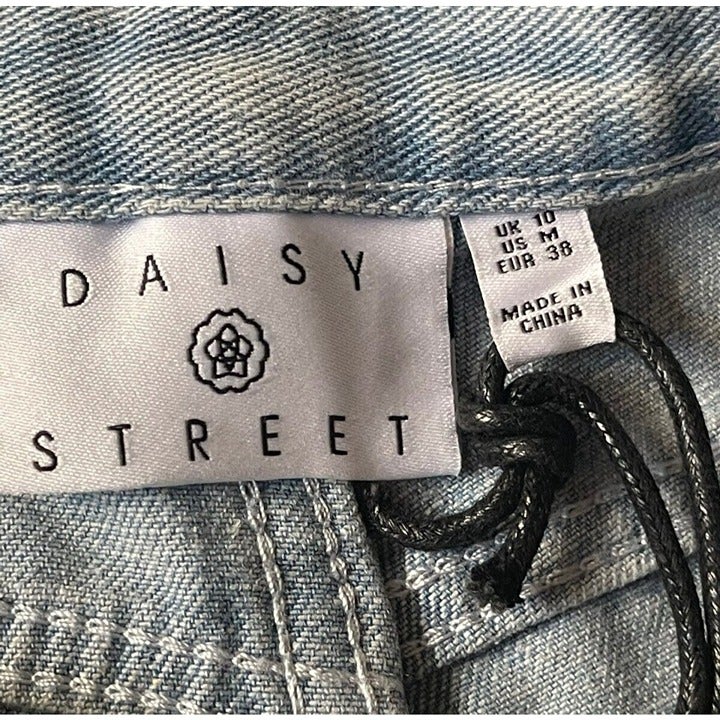 DAISY
STREET
UK 10
US M
EUR 38
MADE IN
CHINA